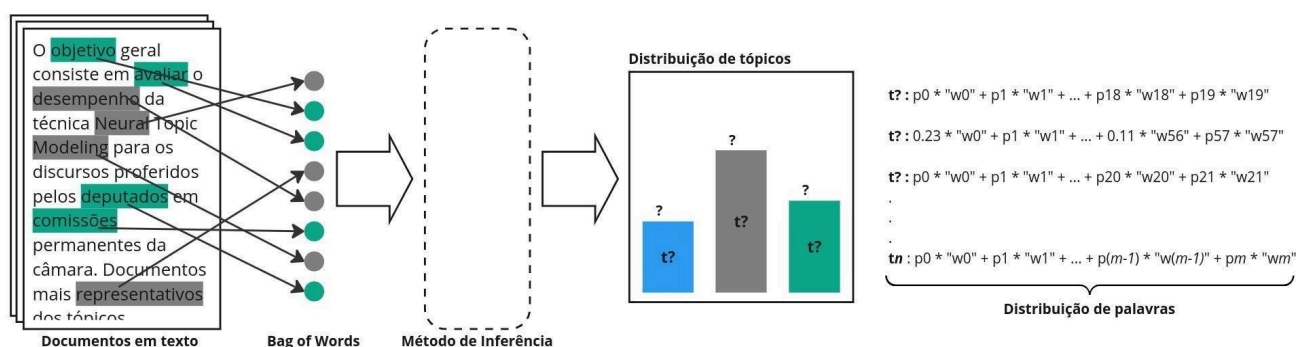 O objetivo geral
consiste em avaliar o
desempenho da
técnica Neural Topic
Modeling para os
discursos proferidos
pelos deputados em
comissões
permanentes da
câmara. Documentos
mais representativos
dos tópicos
Documentos em texto
Bag of Words
Método de Inferência
Distribuição de tópicos
?
?
?
t?
t?
t?
t? : p0 * "w0" + p1 * "w1" + ... + p18 * "w18" + p19 * "w19"
t? : 0.23 * "w0" + p1 * "w1" + ... + 0.11 * "w56" + p57 * "w57"
t? : p0 * "w0" + p1 * "w1" + ... + p20 * "w20" + p21 * "w21"
.
.
.
tn : p0 * "w0" + p1 * "w1" + ... + p(m-1) * "w(m-1)" + pm * "wm"
Distribuição de palavras